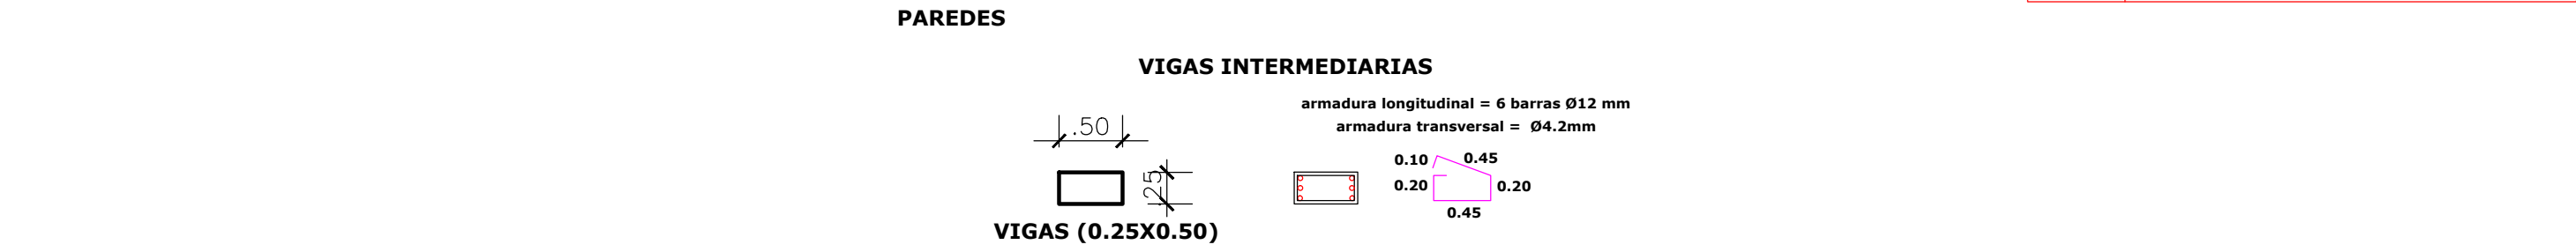 PAREDES
VIGAS INTERMEDIARIAS
armadura longitudinal = 6 barras Ø12 mm
armadura transversal = Ø4.2mm
.50
.25
0.10
0.45
0.20
0.20
0.45
VIGAS (0.25X0.50)